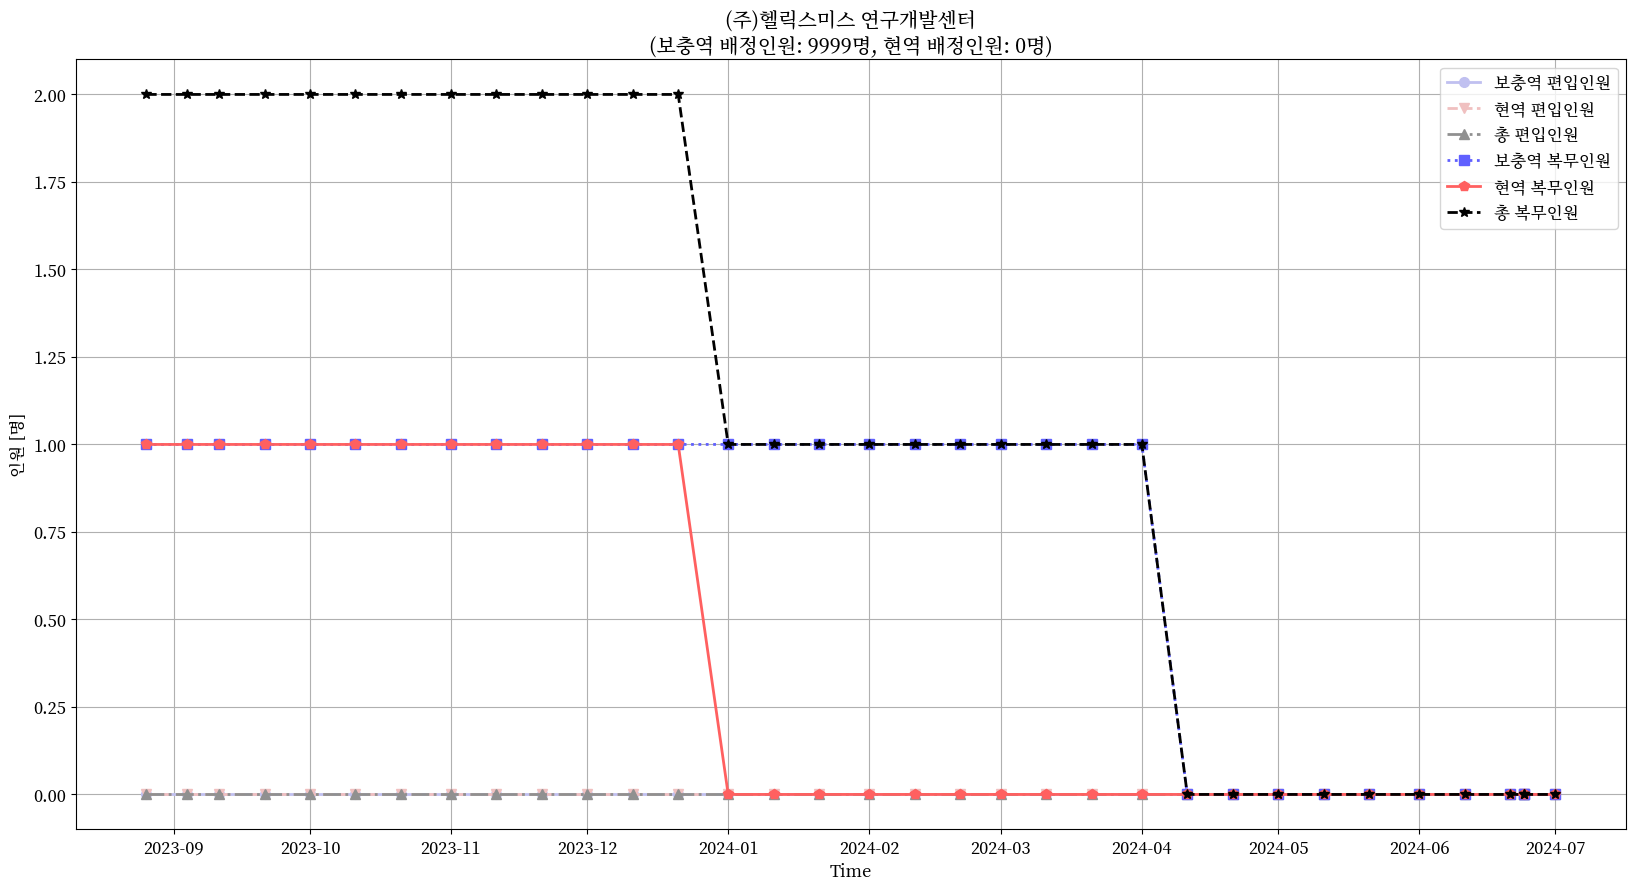 (주)헬릭스미스 연구개발센터
(보충역 배정인원: 9999명, 현역 배정인원: 0명)
보충역 편입인원
현역 편입인원
총 편입인원
보충역 복무인원
현역 복무인원
총 복무인원
2.00
1.75
1.50
1.25
1.00
0.75
0.50
0.25
0.00
인원 [명]
2023-09 2023-10 2023-11 2023-12 2024-01 2024-02 2024-03 2024-04 2024-05 2024-06 2024-07
Time